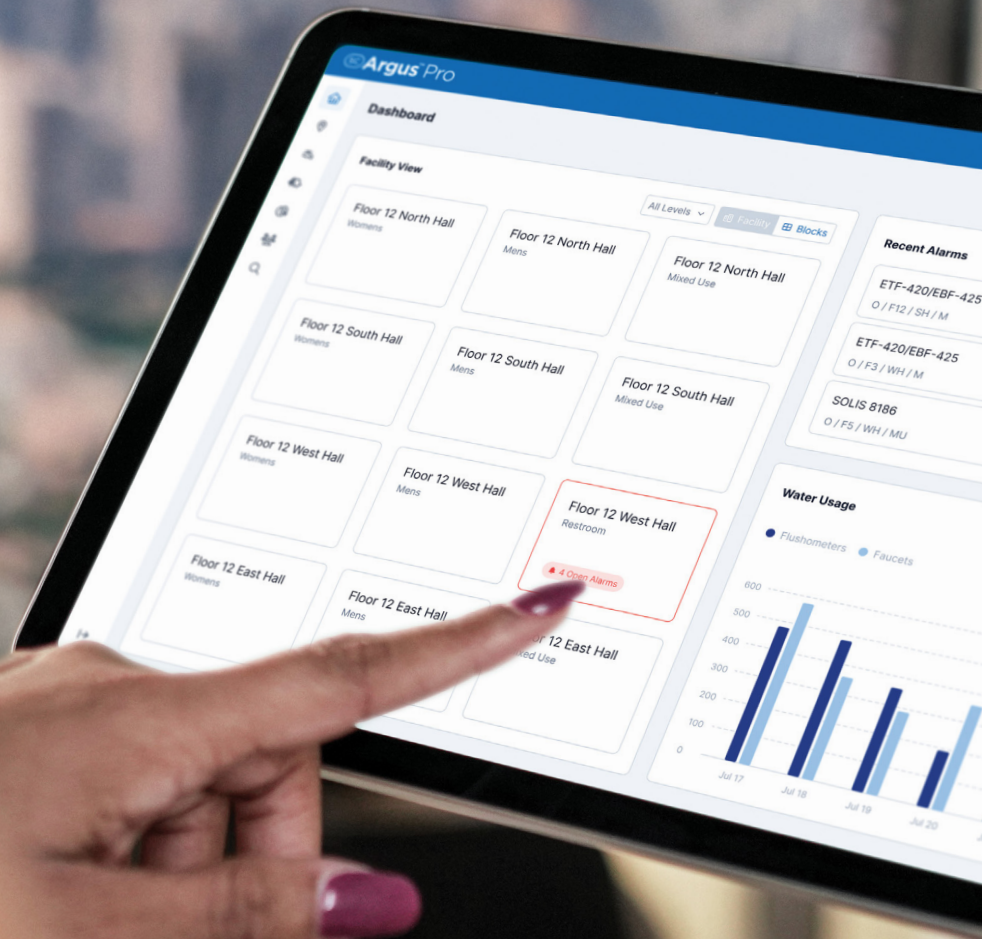 Argus™ Pro
Dashboard
Facility View
All Levels
Facility
Blocks
Floor 12 North Hall
Womens
Floor 12 North Hall
Mens
Floor 12 North Hall
Mixed Use
Floor 12 South Hall
Womens
Floor 12 South Hall
Mens
Floor 12 South Hall
Mixed Use
Floor 12 West Hall
Womens
Floor 12 West Hall
Mens
Floor 12 West Hall
Restroom
4 Open Alarms
Floor 12 East Hall
Womens
Floor 12 East Hall
Mens
12 East Hall
Use
Recent Alarms
ETF-420/EBF-425
O / F12 / SH / M
ETF-420/EBF-425
O / F3 / WH / M
SOLIS 8186
O / F5 / WH / MU
Water Usage
Flushometers
Faucets
600
500
400
300
200
100
0
Jul 17
Jul 18
Jul 19
Jul 20